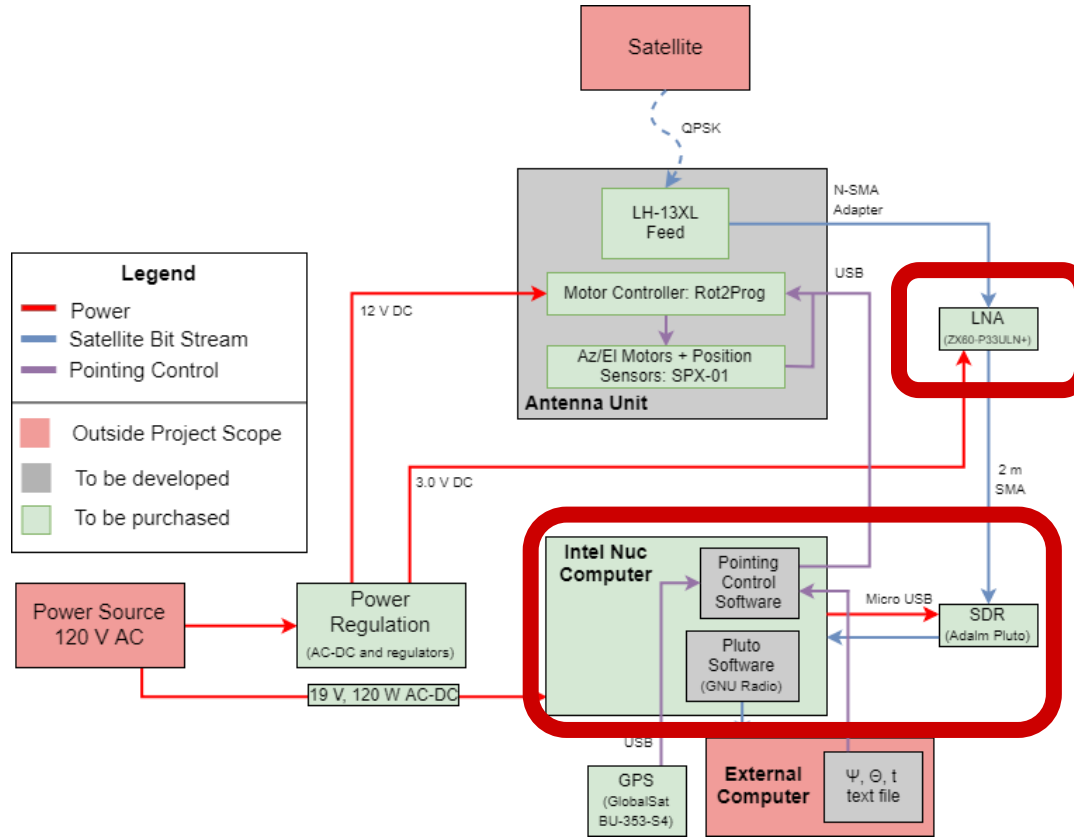 Satellite
QPSK
N-SMA
Adapter
LH-13XL
Feed
USB
Motor Controller: Rot2Prog
12 V DC
Az/El Motors + Position
Sensors: SPX-01
Antenna Unit
LNA
(ZX60-P33ULN+)
Legend
Power
Satellite Bit Stream
Pointing Control
Outside Project Scope
To be developed
To be purchased
3.0 V DC
2 m
SMA
Intel Nuc
Computer
Pointing
Control
Software
Micro USB
SDR
(Adalm Pluto)
Pluto
Software
(GNU Radio)
Power Source
120 V AC
Power
Regulation
(AC-DC and regulators)
19 V, 120 W AC-DC
USB
GPS
(GlobalSat
BU-353-S4)
External
Computer
Ψ, Θ, t
text file